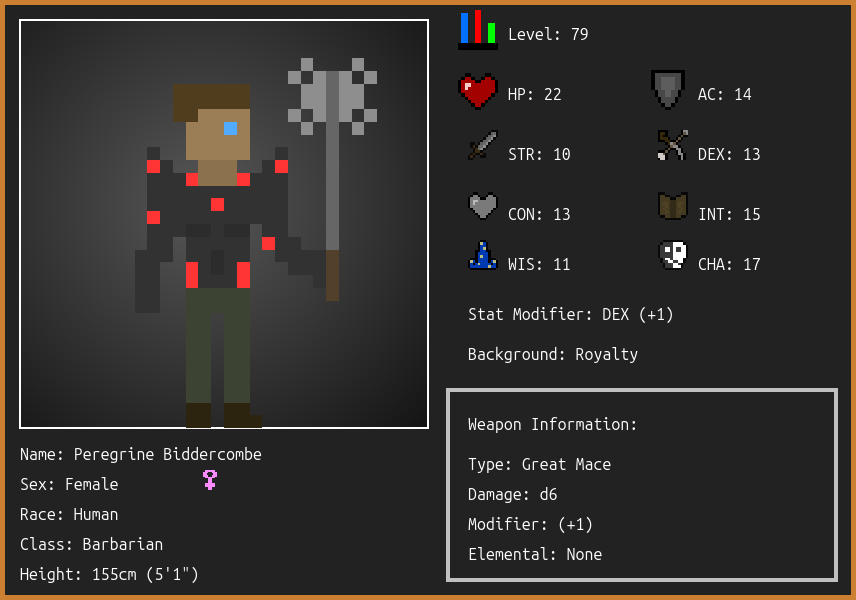 Level: 79
HP: 22
AC: 14
STR: 10
DEX: 13
CON: 13
INT: 15
WIS: 11
CHA: 17
Stat Modifier: DEX (+1)
Background: Royalty
Weapon Information:
Type: Great Mace
Damage: d6
Modifier: (+1)
Elemental: None
Name: Peregrine Biddercombe
Sex: Female
Race: Human
Class: Barbarian
Height: 155cm (5'1")